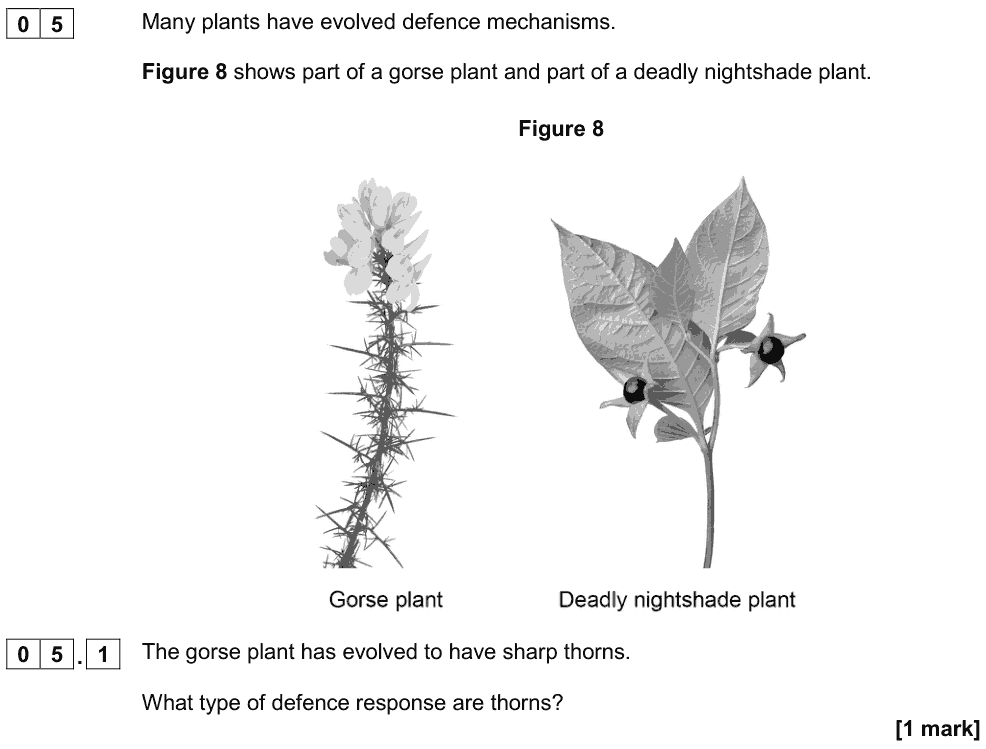 0 5 Many plants have evolved defence mechanisms.
Figure 8 shows part of a gorse plant and part of a deadly nightshade plant.
Figure 8
Gorse plant Deadly nightshade plant
0 5 . 1 The gorse plant has evolved to have sharp thorns.
What type of defence response are thorns?
[1 mark]